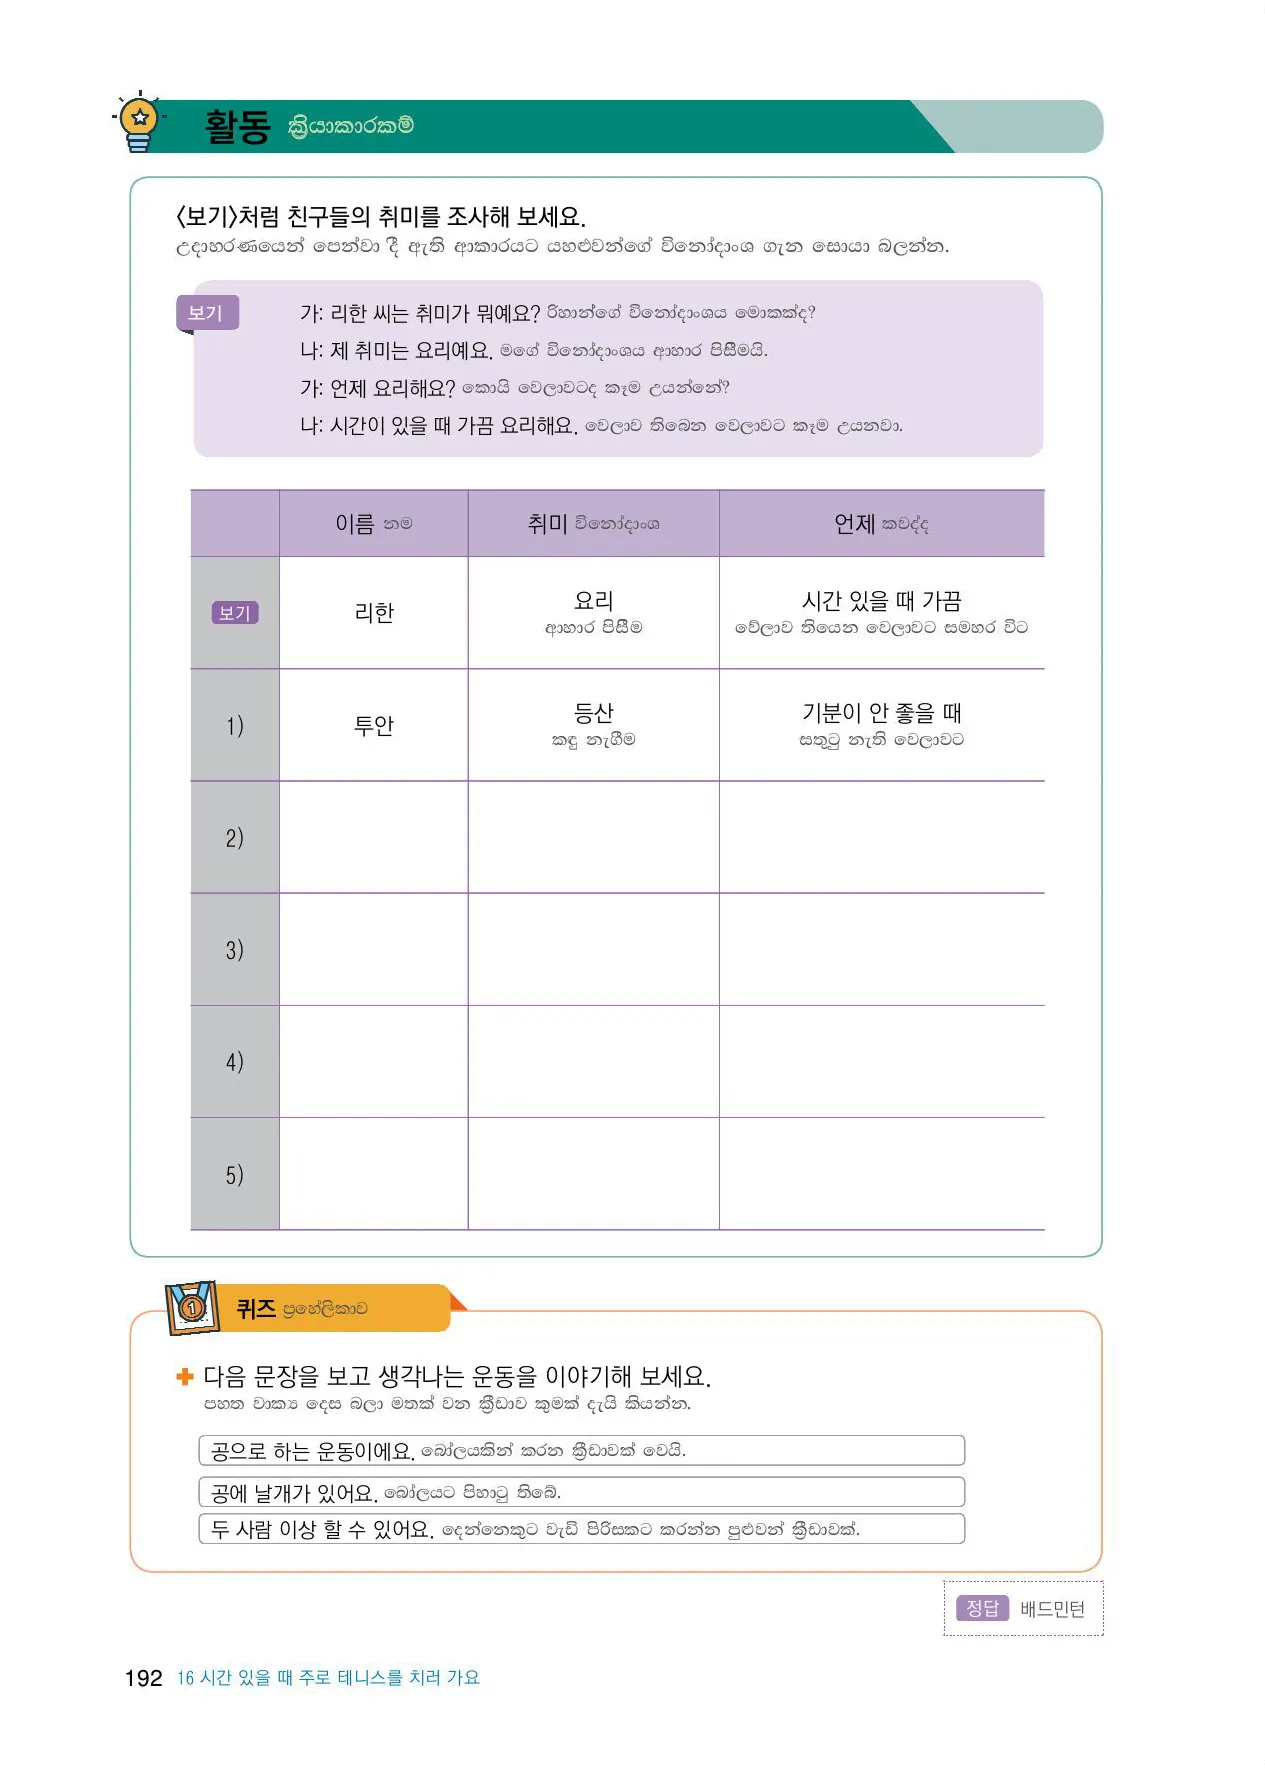 활동 ක්‍රියාකාරකම්
〈보기〉처럼 친구들의 취미를 조사해 보세요.
උදාහරණයෙන් පෙන්වා දී ඇති ආකාරයට යහළුවන්ගේ විනෝදාංශ ගැන සොයා බලන්න.
보기
가: 리한 씨는 취미가 뭐예요? රිහාන්ගේ විනෝදාංශය මොකක්ද?
나: 제 취미는 요리예요. මගේ විනෝදාංශය ආහාර පිසීමයි.
가: 언제 요리해요? කොයි වෙලාවටද කෑම උයන්නේ?
나: 시간이 있을 때 가끔 요리해요. වෙලාව තිබෙන වෙලාවට කෑම උයනවා.
이름 නම 취미 විනෝදාංශ 언제 කවද්ද
보기 리한 요리 시간 있을 때 가끔
ආහාර පිසීම වේලාව තියෙන වෙලාවට සමහර විට
1) 투안 등산 기분이 안 좋을 때
කඳු නැගීම සතුටු නැති වෙලාවට
2)
3)
4)
5)
퀴즈 ප්‍රහේලිකාව
다음 문장을 보고 생각나는 운동을 이야기해 보세요.
පහත වාක්‍ය දෙස බලා මතක් වන ක්‍රීඩාව කුමක් දැයි කියන්න.
공으로 하는 운동이에요. බෝලයකින් කරන ක්‍රීඩාවක් වෙයි.
공에 날개가 있어요. බෝලයට පිහාටු තිබේ.
두 사람 이상 할 수 있어요. දෙන්නෙකුට වැඩි පිරිසකට කරන්න පුළුවන් ක්‍රීඩාවක්.
정답 배드민턴
192 16 시간 있을 때 주로 테니스를 치러 가요